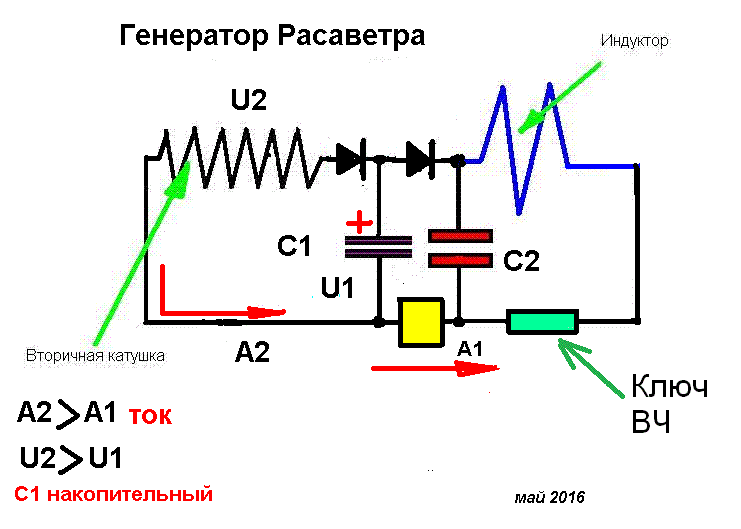 Генератор Расаветра
Индуктор
U2
+
C1
C2
U1
A2
A1
Вторичная катушка
Ключ
ВЧ
A2 > A1 ток
U2 > U1
C1 накопительный
май 2016